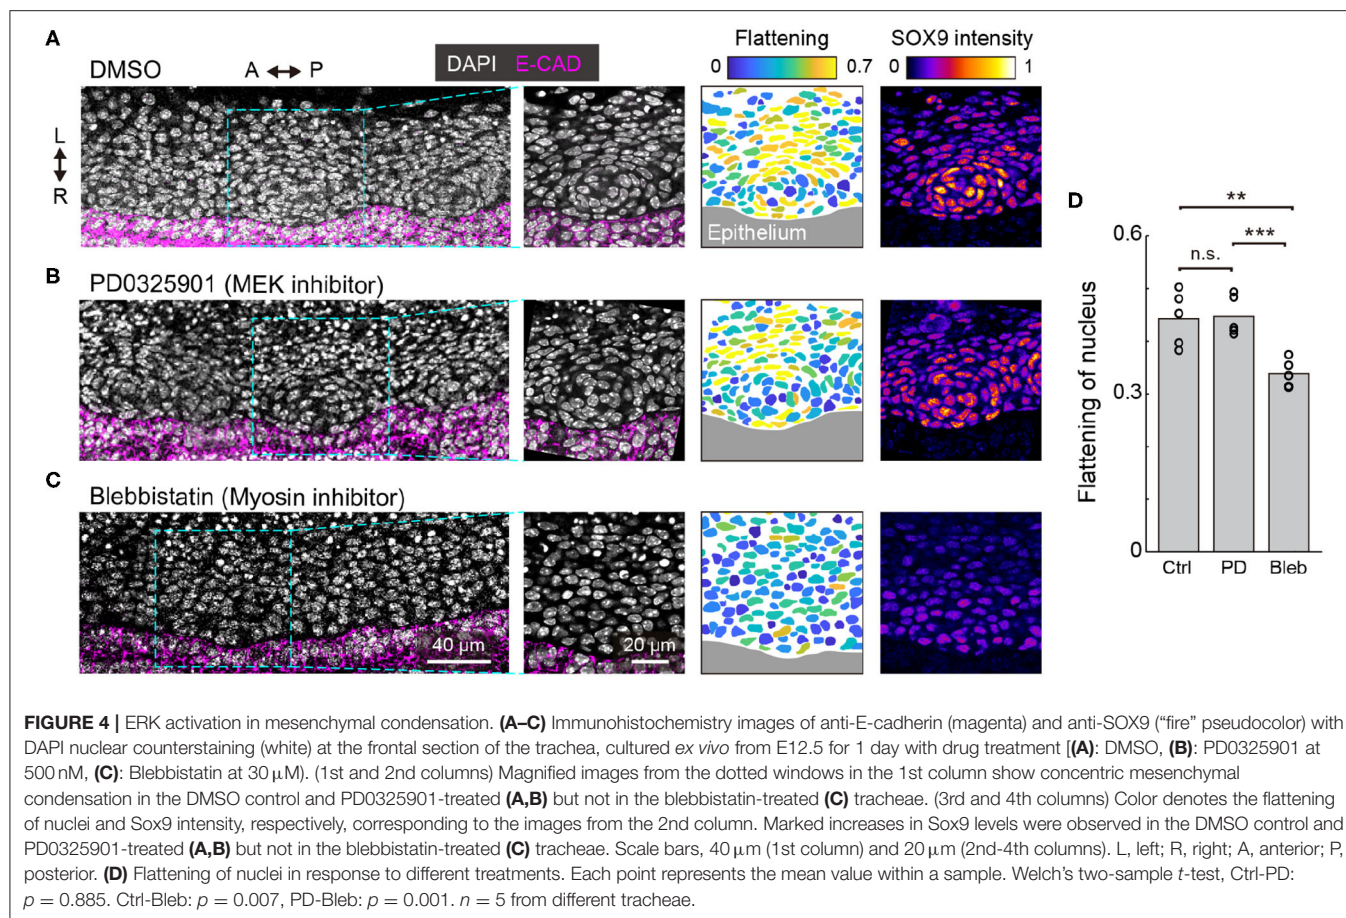 A
DMSO
A P
DAPI E-CAD
Flattening
0 0.7
SOX9 intensity
0 1
L
R
Epithelium
B
PD0325901 (MEK inhibitor)
C
Blebbistatin (Myosin inhibitor)
40 µm
20 µm
D
**
***
n.s.
0.6
0.3
0
Flattening of nucleus
Ctrl PD Bleb
FIGURE 4 | ERK activation in mesenchymal condensation. (A–C) Immunohistochemistry images of anti-E-cadherin (magenta) and anti-SOX9 (“fire” pseudocolor) with
DAPI nuclear counterstaining (white) at the frontal section of the trachea, cultured ex vivo from E12.5 for 1 day with drug treatment [(A): DMSO, (B): PD0325901 at
500 nM, (C): Blebbistatin at 30 µM). (1st and 2nd columns) Magnified images from the dotted windows in the 1st column show concentric mesenchymal
condensation in the DMSO control and PD0325901-treated (A,B) but not in the blebbistatin-treated (C) tracheae. (3rd and 4th columns) Color denotes the flattening
of nuclei and Sox9 intensity, respectively, corresponding to the images from the 2nd column. Marked increases in Sox9 levels were observed in the DMSO control and
PD0325901-treated (A,B) but not in the blebbistatin-treated (C) tracheae. Scale bars, 40 µm (1st column) and 20 µm (2nd-4th columns). L, left; R, right; A, anterior; P,
posterior. (D) Flattening of nuclei in response to different treatments. Each point represents the mean value within a sample. Welch’s two-sample t-test, Ctrl-PD:
p = 0.885. Ctrl-Bleb: p = 0.007, PD-Bleb: p = 0.001. n = 5 from different tracheae.